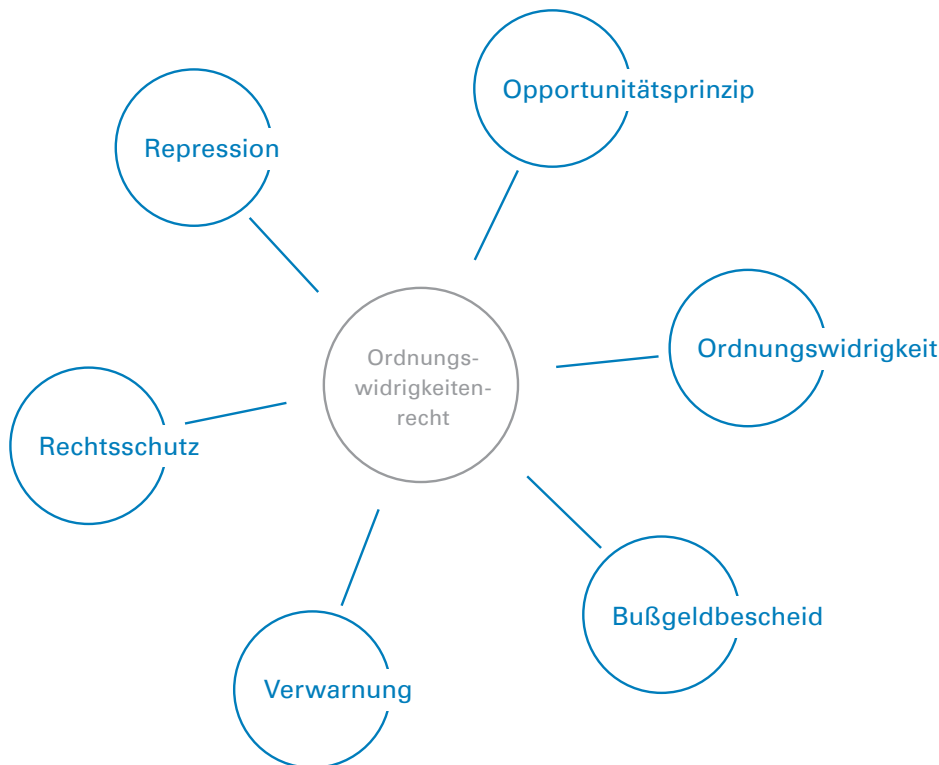 Opportunitätsprinzip
Repression
Ordnungswidrigkeit
Ordnungs-
widrigkeiten-
recht
Rechtsschutz
Bußgeldbescheid
Verwarnung